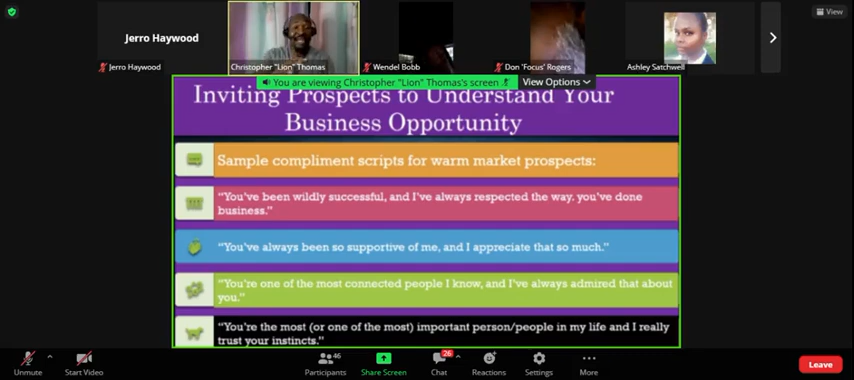 View
Jerro Haywood
Jerro Haywood
Christopher "Lion" Thomas
Wendel Bobb
Don 'Focus' Rogers
Ashley Satchwell
You are viewing Christopher "Lion" Thomas's screen
View Options
Inviting Prospects to Understand Your
Business Opportunity
Sample compliment scripts for warm market prospects:
“You’ve been wildly successful, and I’ve always respected the way. you’ve done
business.”
“You’ve always been so supportive of me, and I appreciate that so much.”
“You’re one of the most connected people I know, and I’ve always admired that about
you.”
“You’re the most (or one of the most) important person/people in my life and I really
trust your instincts.”
46
26
Unmute
Start Video
Participants
Share Screen
Chat
Reactions
Settings
More
Leave